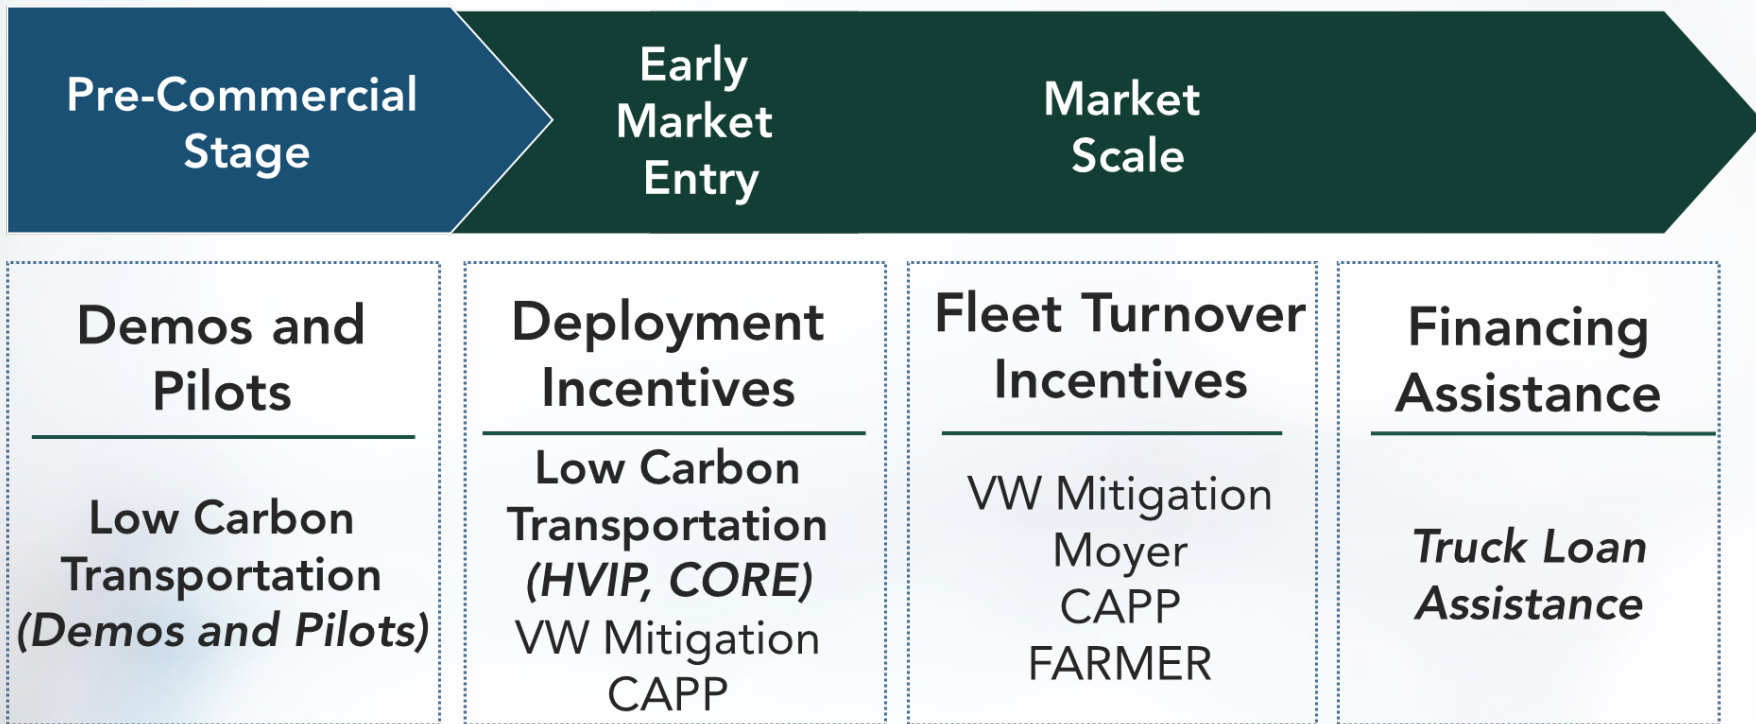 Pre-Commercial
Stage
Early
Market
Entry
Market
Scale
Demos and
Pilots
Low Carbon
Transportation
(Demos and Pilots)
Deployment
Incentives
Low Carbon
Transportation
(HVIP, CORE)
VW Mitigation
CAPP
Fleet Turnover
Incentives
VW Mitigation
Moyer
CAPP
FARMER
Financing
Assistance
Truck Loan
Assistance